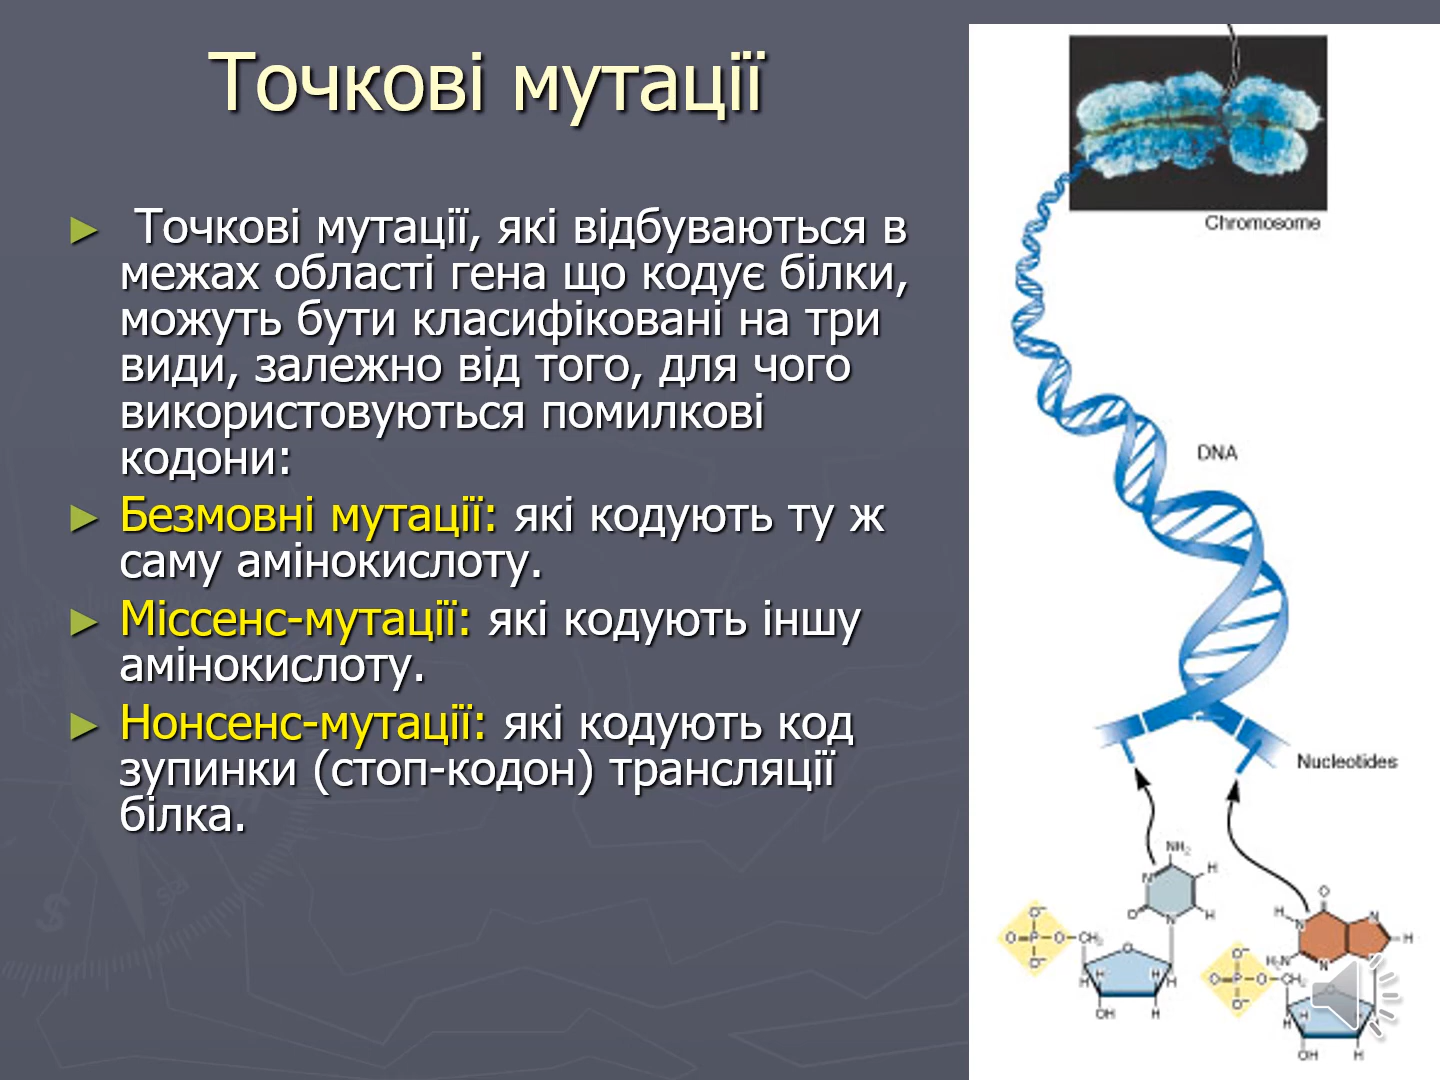 Точкові мутації
► Точкові мутації, які відбуваються в
межах області гена що кодує білки,
можуть бути класифіковані на три
види, залежно від того, для чого
використовуються помилкові
кодони:
► Безмовні мутації: які кодують ту ж
саму амінокислоту.
► Міссенс-мутації: які кодують іншу
амінокислоту.
► Нонсенс-мутації: які кодують код
зупинки (стоп-кодон) трансляції
білка.
Chromosome
DNA
Nucleotides
NH₂
N
H
O
N
H
O⁻
O–P–O–CH₂
O⁻
O
H
H
H
H
OH
H
O
H
N
N
H
H₂N
N
O⁻
O–P–O–CH₂
O⁻
O
H
H
H
OH
H